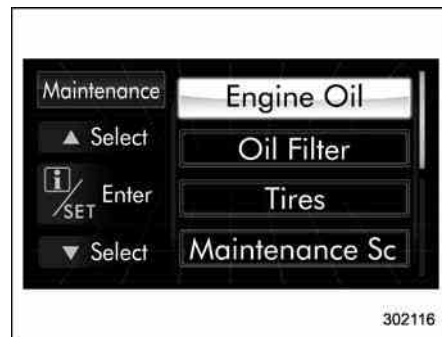 Maintenance
▲ Select
i/SET Enter
▼ Select
Engine Oil
Oil Filter
Tires
Maintenance Sc
302116